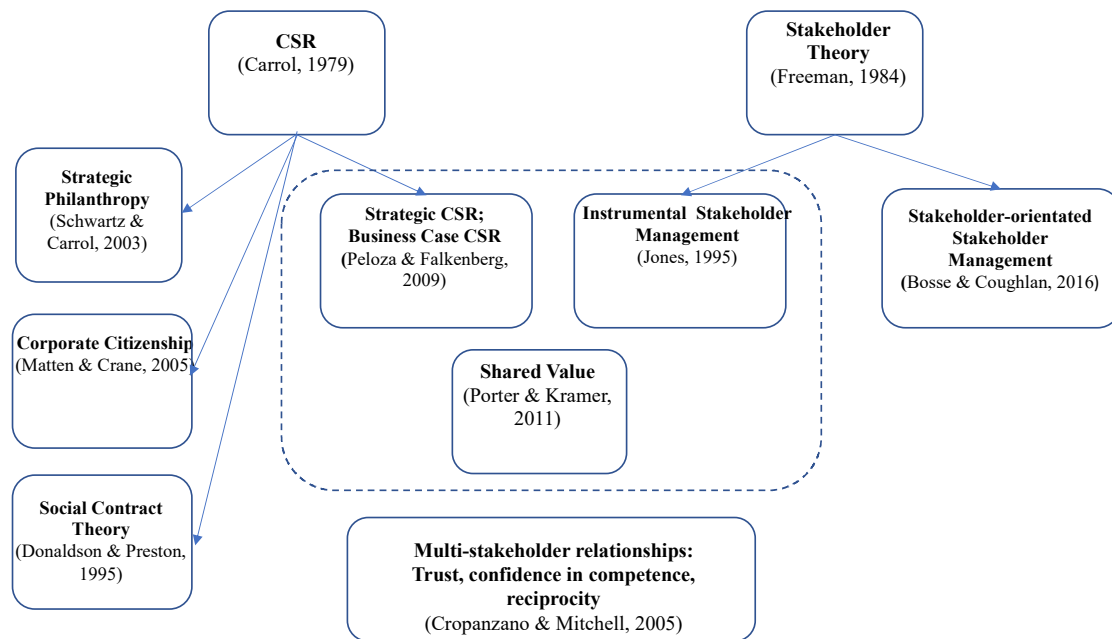 CSR
(Carrol, 1979)
Stakeholder
Theory
(Freeman, 1984)
Strategic
Philanthropy
(Schwartz &
Carrol, 2003)
Strategic CSR;
Business Case CSR
(Peloza & Falkenberg,
2009)
Instrumental Stakeholder
Management
(Jones, 1995)
Stakeholder-orientated
Stakeholder
Management
(Bosse & Coughlan, 2016)
Corporate Citizenship
(Matten & Crane, 2005)
Shared Value
(Porter & Kramer,
2011)
Social Contract
Theory
(Donaldson & Preston,
1995)
Multi-stakeholder relationships:
Trust, confidence in competence,
reciprocity
(Cropanzano & Mitchell, 2005)